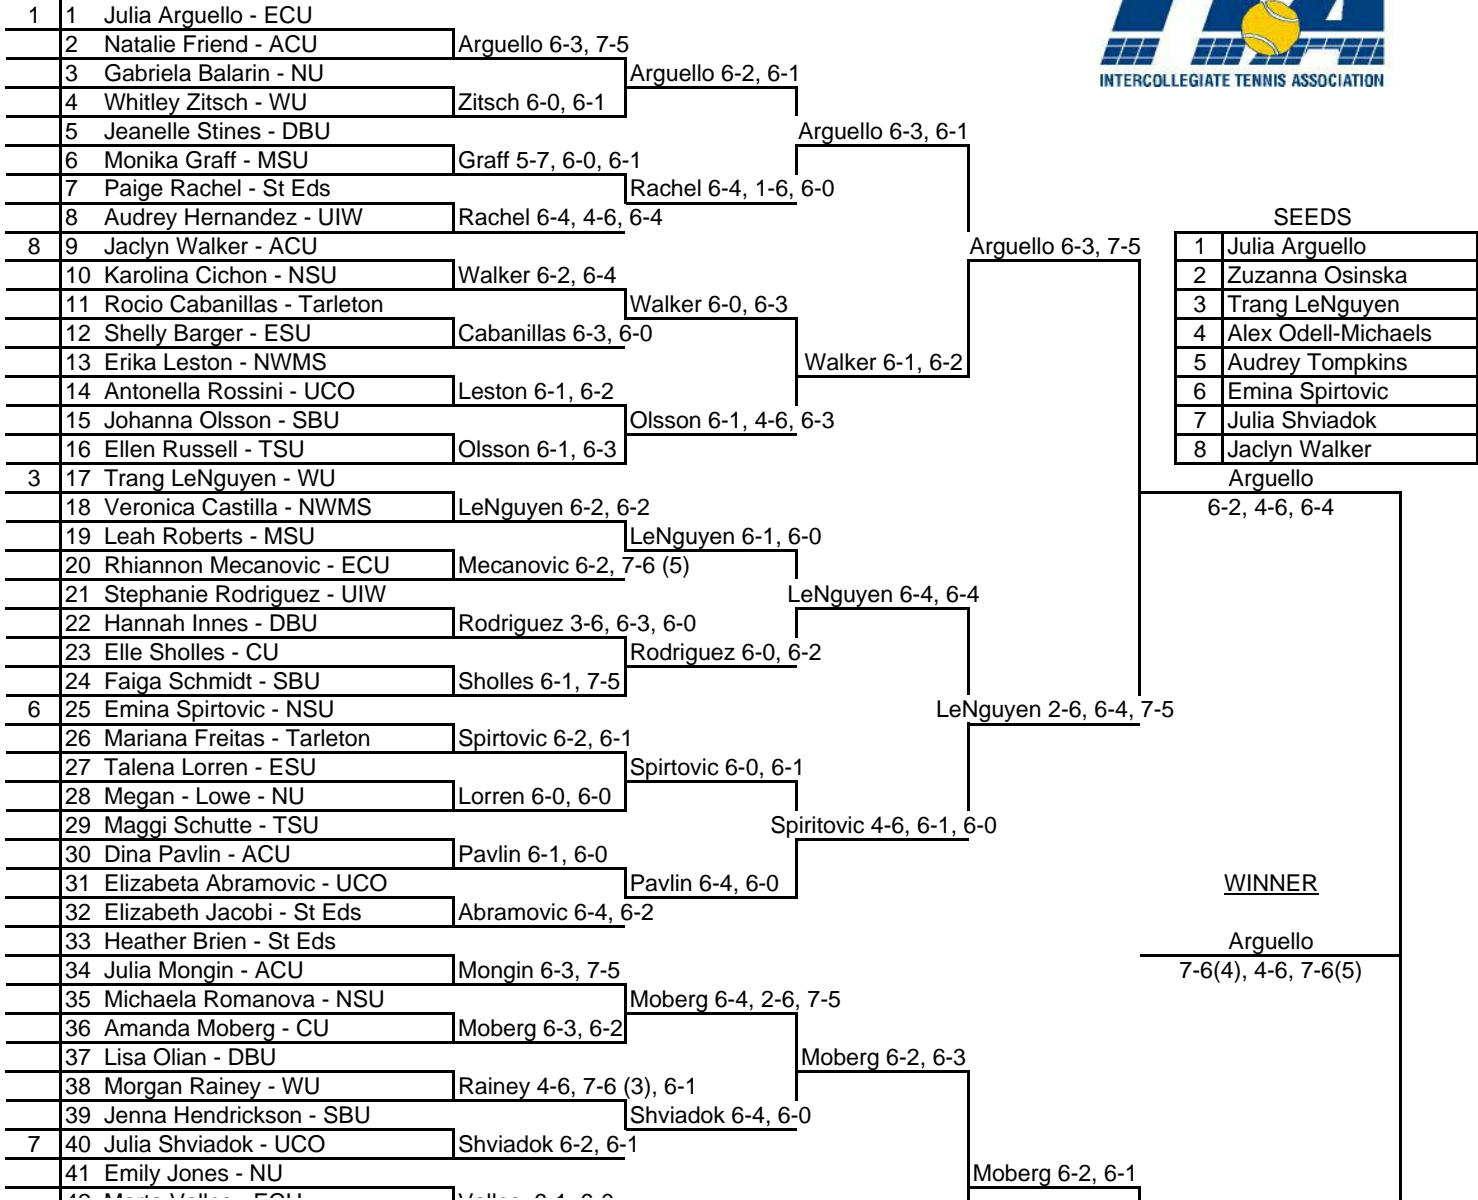 ITA
INTERCOLLEGIATE TENNIS ASSOCIATION
1 1 Julia Arguello - ECU
2 Natalie Friend - ACU Arguello 6-3, 7-5
3 Gabriela Balarin - NU Arguello 6-2, 6-1
4 Whitley Zitsch - WU Zitsch 6-0, 6-1
5 Jeanelle Stines - DBU Arguello 6-3, 6-1
6 Monika Graff - MSU Graff 5-7, 6-0, 6-1
7 Paige Rachel - St Eds Rachel 6-4, 1-6, 6-0
8 Audrey Hernandez - UIW Rachel 6-4, 4-6, 6-4 SEEDS
8 9 Jaclyn Walker - ACU Arguello 6-3, 7-5 1 Julia Arguello
10 Karolina Cichon - NSU Walker 6-2, 6-4 2 Zuzanna Osinska
11 Rocio Cabanillas - Tarleton Walker 6-0, 6-3 3 Trang LeNguyen
12 Shelly Barger - ESU Cabanillas 6-3, 6-0 4 Alex Odell-Michaels
13 Erika Leston - NWMS Walker 6-1, 6-2 5 Audrey Tompkins
14 Antonella Rossini - UCO Leston 6-1, 6-2 6 Emina Spirtovic
15 Johanna Olsson - SBU Olsson 6-1, 4-6, 6-3 7 Julia Shviadok
16 Ellen Russell - TSU Olsson 6-1, 6-3 8 Jaclyn Walker
3 17 Trang LeNguyen - WU Arguello
18 Veronica Castilla - NWMS LeNguyen 6-2, 6-2 6-2, 4-6, 6-4
19 Leah Roberts - MSU LeNguyen 6-1, 6-0
20 Rhiannon Mecanovic - ECU Mecanovic 6-2, 7-6 (5)
21 Stephanie Rodriguez - UIW LeNguyen 6-4, 6-4
22 Hannah Innes - DBU Rodriguez 3-6, 6-3, 6-0
23 Elle Sholles - CU Rodriguez 6-0, 6-2
24 Faiga Schmidt - SBU Sholles 6-1, 7-5
6 25 Emina Spirtovic - NSU LeNguyen 2-6, 6-4, 7-5
26 Mariana Freitas - Tarleton Spirtovic 6-2, 6-1
27 Talena Lorren - ESU Spirtovic 6-0, 6-1
28 Megan - Lowe - NU Lorren 6-0, 6-0
29 Maggi Schutte - TSU Spiritovic 4-6, 6-1, 6-0
30 Dina Pavlin - ACU Pavlin 6-1, 6-0
31 Elizabeta Abramovic - UCO Pavlin 6-4, 6-0 WINNER
32 Elizabeth Jacobi - St Eds Abramovic 6-4, 6-2
33 Heather Brien - St Eds Arguello
34 Julia Mongin - ACU Mongin 6-3, 7-5 7-6(4), 4-6, 7-6(5)
35 Michaela Romanova - NSU Moberg 6-4, 2-6, 7-5
36 Amanda Moberg - CU Moberg 6-3, 6-2
37 Lisa Olian - DBU Moberg 6-2, 6-3
38 Morgan Rainey - WU Rainey 4-6, 7-6 (3), 6-1
39 Jenna Hendrickson - SBU Shviadok 6-4, 6-0
7 40 Julia Shviadok - UCO Shviadok 6-2, 6-1
41 Emily Jones - NU Moberg 6-2, 6-1